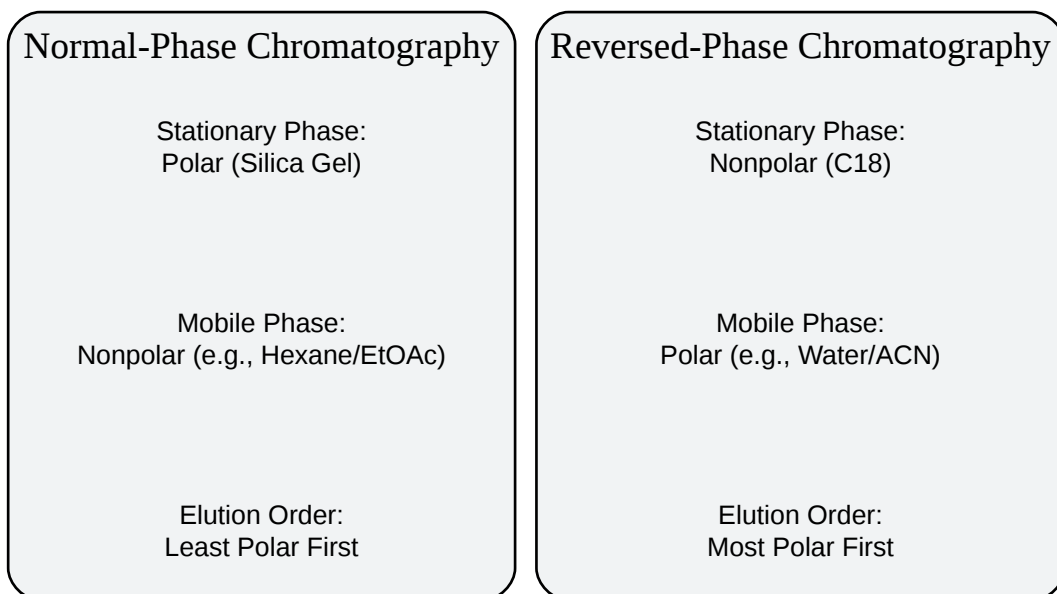 Normal-Phase Chromatography
Stationary Phase:
Polar (Silica Gel)
Mobile Phase:
Nonpolar (e.g., Hexane/EtOAc)
Elution Order:
Least Polar First
Reversed-Phase Chromatography
Stationary Phase:
Nonpolar (C18)
Mobile Phase:
Polar (e.g., Water/ACN)
Elution Order:
Most Polar First